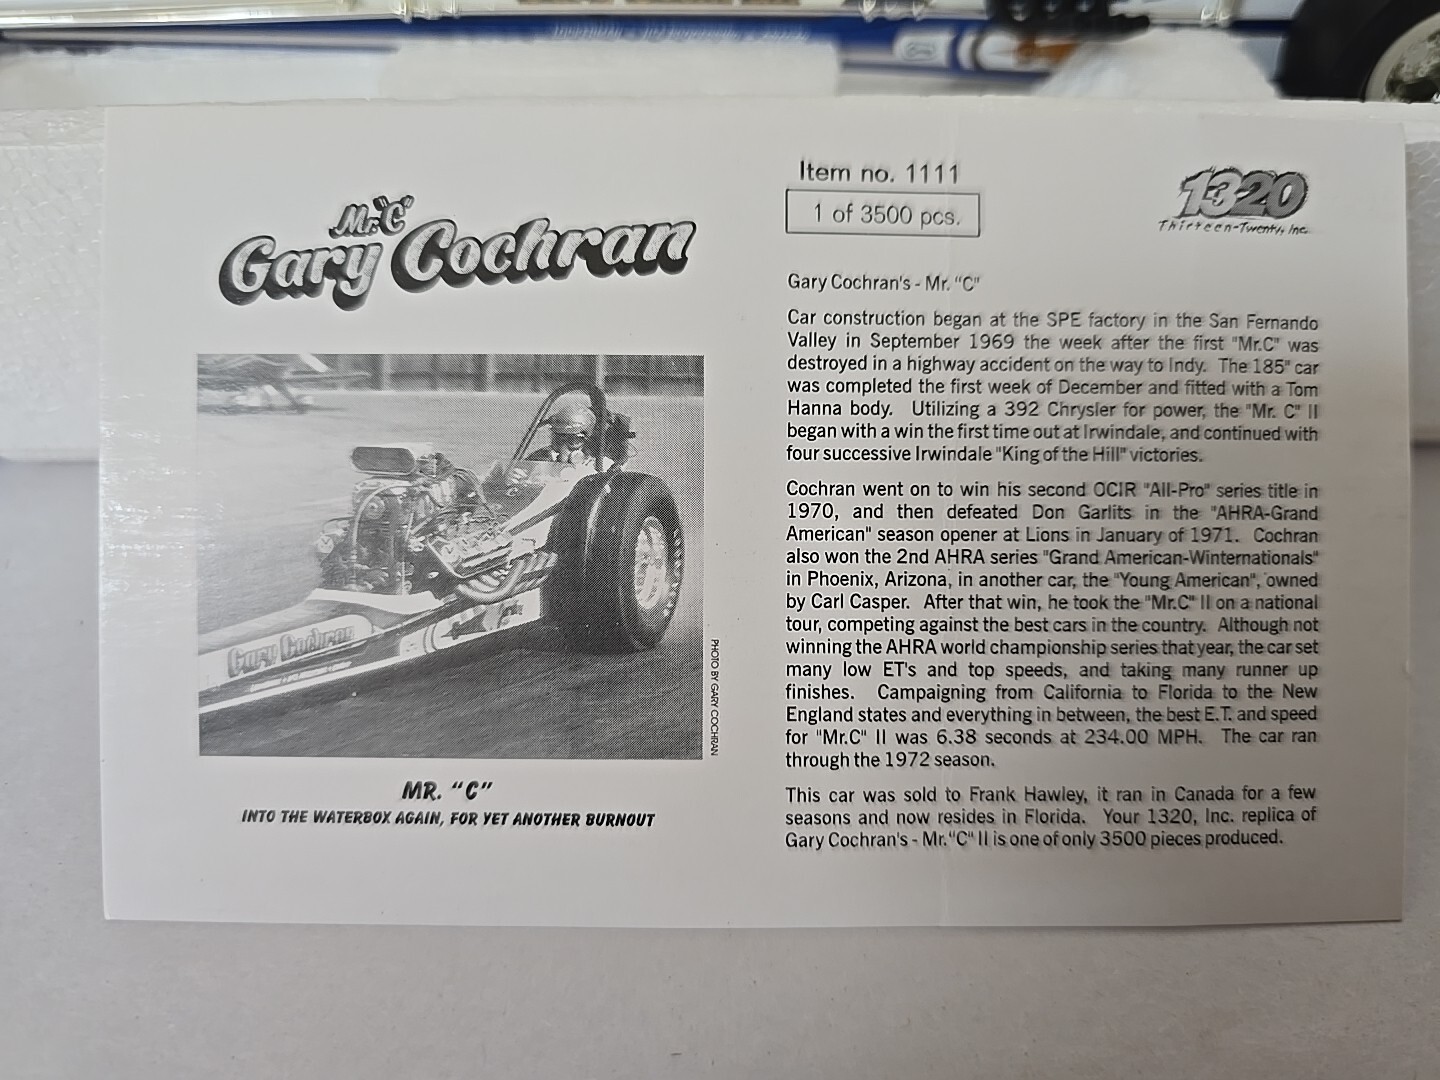 Mr. "C"
Gary Cochran
Gary Cochran
PHOTO BY GARY COCHRAN
MR. "C"
INTO THE WATERBOX AGAIN, FOR YET ANOTHER BURNOUT
Item no. 1111
1 of 3500 pcs.
1320
Thirteen-Twenty, Inc.
Gary Cochran's - Mr. "C"
Car construction began at the SPE factory in the San Fernando
Valley in September 1969 the week after the first "Mr.C" was
destroyed in a highway accident on the way to Indy. The 185" car
was completed the first week of December and fitted with a Tom
Hanna body. Utilizing a 392 Chrysler for power, the "Mr. C" II
began with a win the first time out at Irwindale, and continued with
four successive Irwindale "King of the Hill" victories.
Cochran went on to win his second OCIR "All-Pro" series title in
1970, and then defeated Don Garlits in the "AHRA-Grand
American" season opener at Lions in January of 1971. Cochran
also won the 2nd AHRA series "Grand American-Winternationals"
in Phoenix, Arizona, in another car, the "Young American", owned
by Carl Casper. After that win, he took the "Mr.C" II on a national
tour, competing against the best cars in the country. Although not
winning the AHRA world championship series that year, the car set
many low ET's and top speeds, and taking many runner up
finishes. Campaigning from California to Florida to the New
England states and everything in between, the best E.T. and speed
for "Mr.C" II was 6.38 seconds at 234.00 MPH. The car ran
through the 1972 season.
This car was sold to Frank Hawley, it ran in Canada for a few
seasons and now resides in Florida. Your 1320, Inc. replica of
Gary Cochran's - Mr."C" II is one of only 3500 pieces produced.